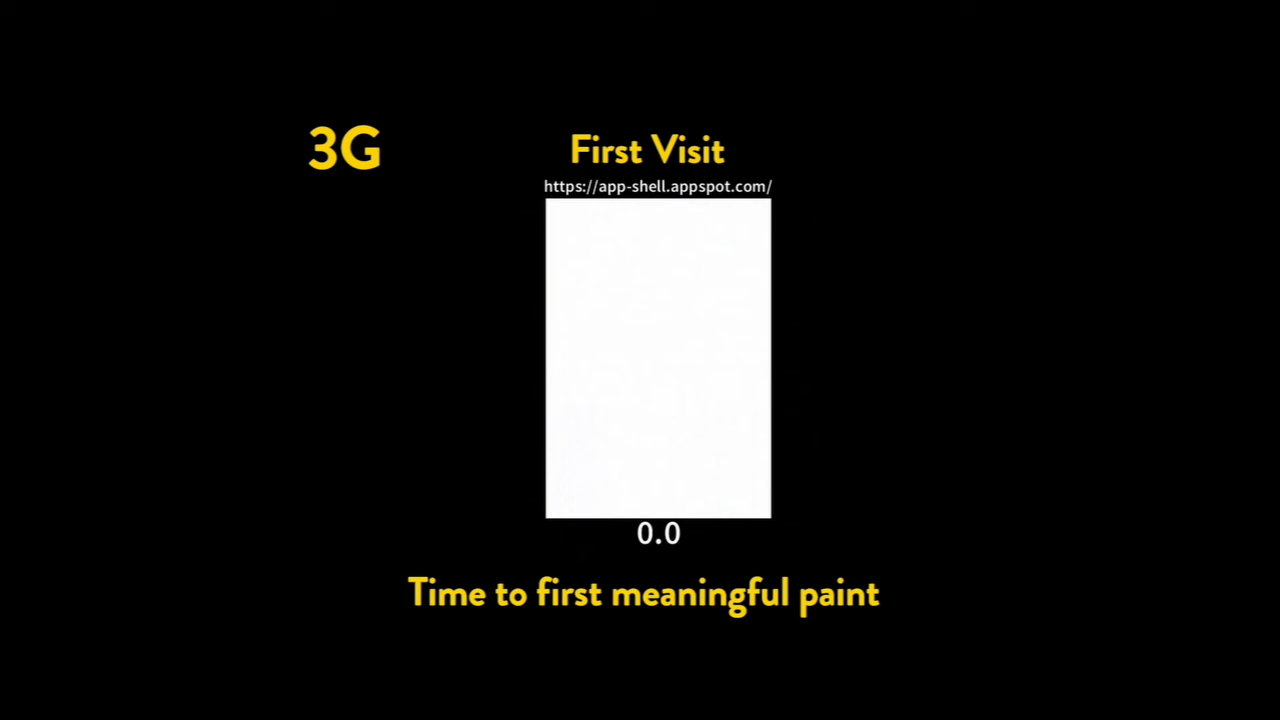 3G
First Visit
https://app-shell.appspot.com/
0.0
Time to first meaningful paint